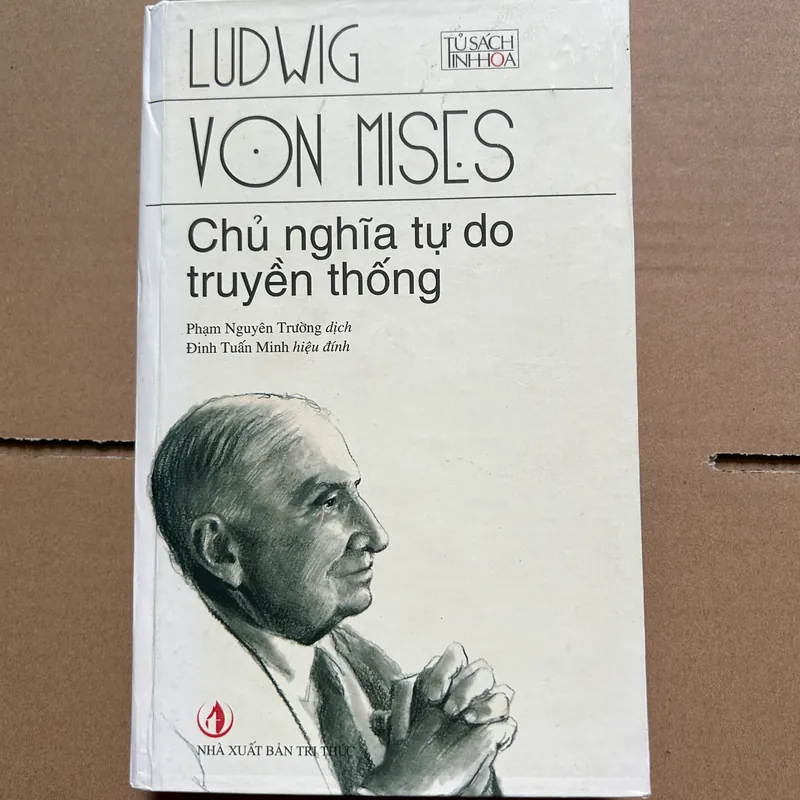 LUDWIG
TỦ SÁCH
TINH HOA
VON MISES
Chủ nghĩa tự do
truyền thống
Phạm Nguyên Trường dịch
Đinh Tuấn Minh hiệu đính
NHÀ XUẤT BẢN TRI THỨC